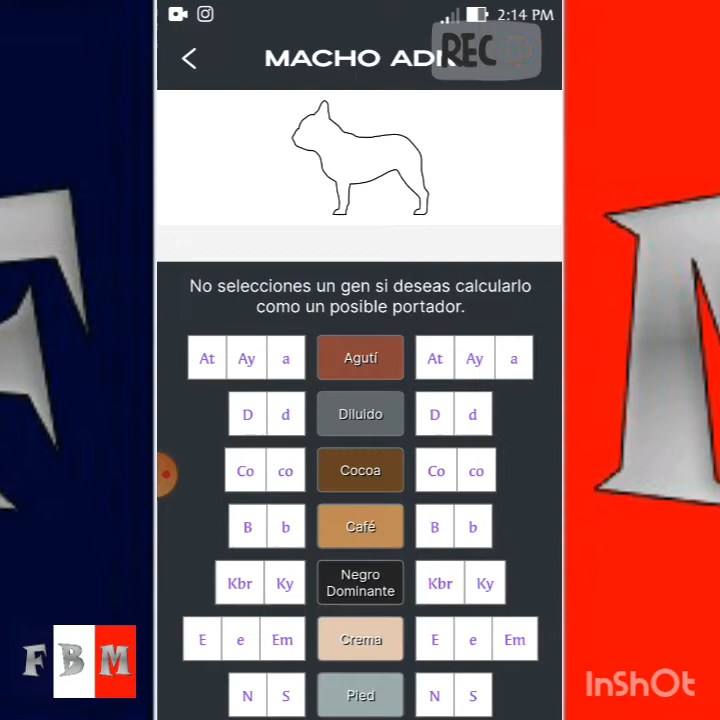 2:14 PM
MACHO ADN
REC
No selecciones un gen si deseas calcularlo
como un posible portador.
At Ay a Agutí At Ay a
D d Diluido D d
Co co Cocoa Co co
B b Café B b
Kbr Ky Negro Dominante Kbr Ky
E e Em Crema E e Em
N S Pied N S
F B M
InShOt